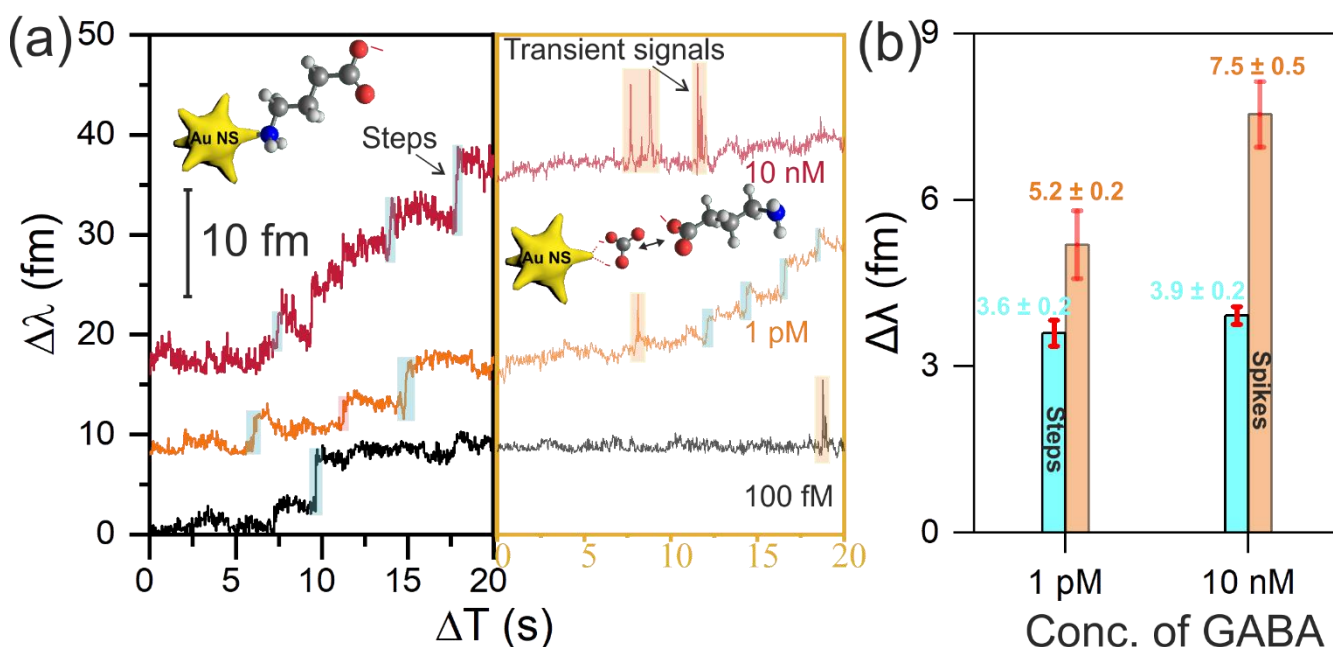 (a)
50
40
30
20
10
0
Δλ (fm)
Au NS
10 fm
Steps
0
5
10
15
20
Transient signals
10 nM
Au NS
1 pM
100 fM
0
5
10
15
20
ΔT (s)
(b)
9
6
3
0
Δλ (fm)
3.6 ± 0.2
5.2 ± 0.2
3.9 ± 0.2
7.5 ± 0.5
Steps
Spikes
1 pM
10 nM
Conc. of GABA